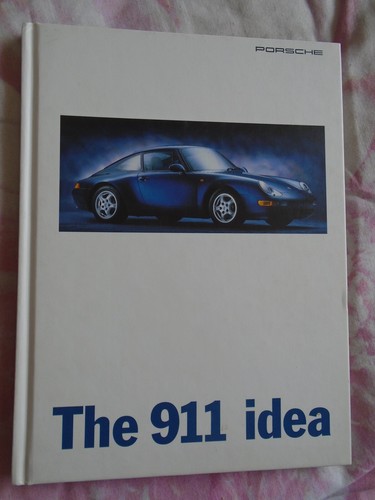 PORSCHE
The 911 idea